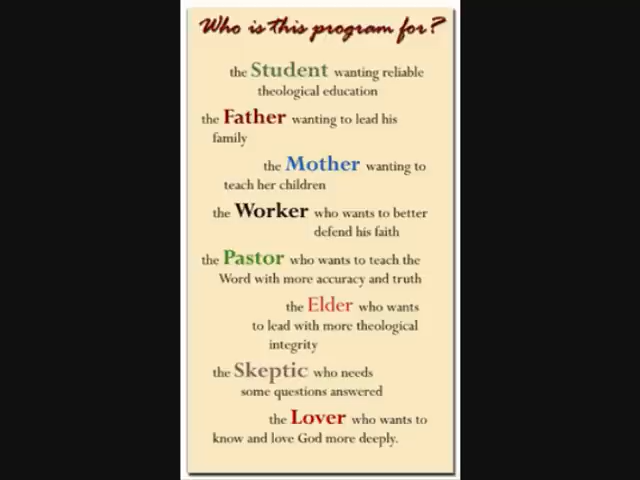 Who is this program for?
the Student wanting reliable
theological education
the Father wanting to lead his
family
the Mother wanting to
teach her children
the Worker who wants to better
defend his faith
the Pastor who wants to teach the
Word with more accuracy and truth
the Elder who wants
to lead with more theological
integrity
the Skeptic who needs
some questions answered
the Lover who wants to
know and love God more deeply.